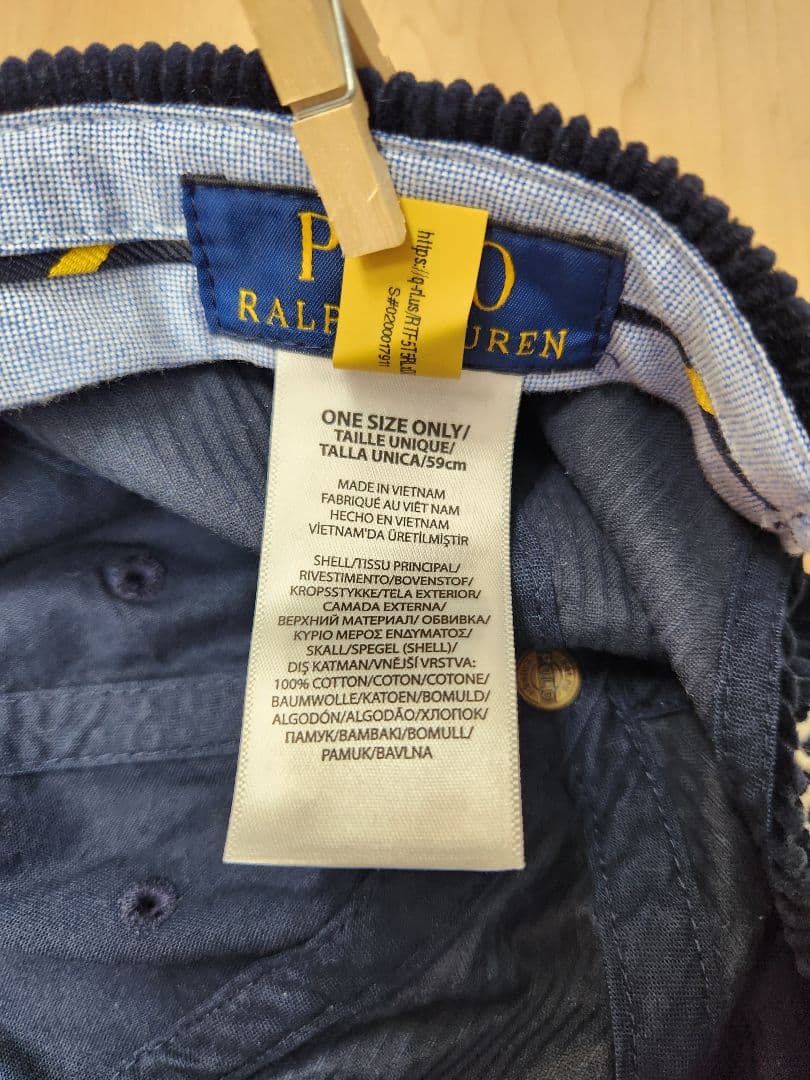 P O
RALP UREN
S#0200017911
ONE SIZE ONLY/
TAILLE UNIQUE/
TALLA UNICA/59cm
MADE IN VIETNAM
FABRIQUÉ AU VIÊT NAM
HECHO EN VIETNAM
VİETNAM'DA ÜRETİLMİŞTİR
SHELL/TISSU PRINCIPAL/
RIVESTIMENTO/BOVENSTOF/
KROPSSTYKKE/TELA EXTERIOR/
CAMADA EXTERNA/
ВЕРХНИЙ МАТЕРИАЛ/ ОБВИВКА/
ΚΥΡΙΟ ΜΕΡΟΣ ΕΝΔΥΜΑΤΟΣ/
SKALL/SPEGEL (SHELL)/
DIŞ KATMAN/VNĚJŠÍ VRSTVA:
100% COTTON/COTON/COTONE/
BAUMWOLLE/KATOEN/BOMULD/
ALGODÓN/ALGODÃO/ХЛОПОК/
ПАМУК/BAMBAKI/BOMULL/
PAMUK/BAVLNA